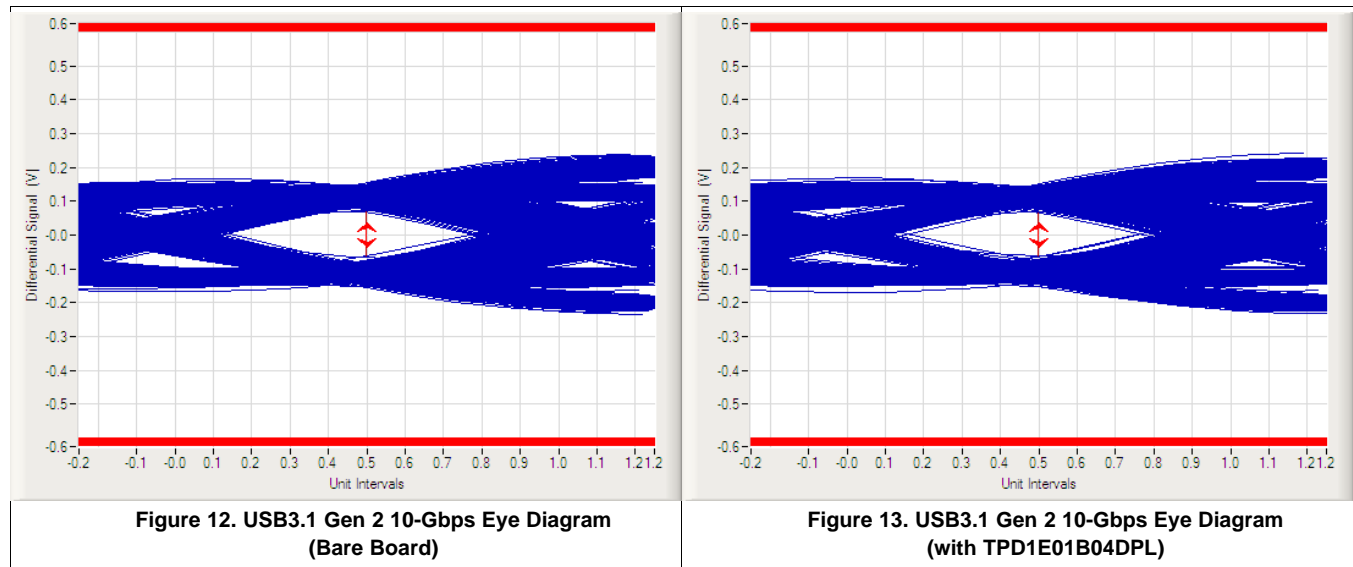 0.6
0.5
0.4
0.3
0.2
0.1
-0.0
-0.1
-0.2
-0.3
-0.4
-0.5
-0.6
Differential Signal (V|
-0.2 -0.1 -0.0 0.1 0.2 0.3 0.4 0.5 0.6 0.7 0.8 0.9 1.0 1.1 1.21.2
Unit Intervals
Figure 12. USB3.1 Gen 2 10-Gbps Eye Diagram
(Bare Board)
0.6
0.5
0.4
0.3
0.2
0.1
-0.0
-0.1
-0.2
-0.3
-0.4
-0.5
-0.6
Differential Signal (V|
-0.2 -0.1 -0.0 0.1 0.2 0.3 0.4 0.5 0.6 0.7 0.8 0.9 1.0 1.1 1.21.2
Unit Intervals
Figure 13. USB3.1 Gen 2 10-Gbps Eye Diagram
(with TPD1E01B04DPL)